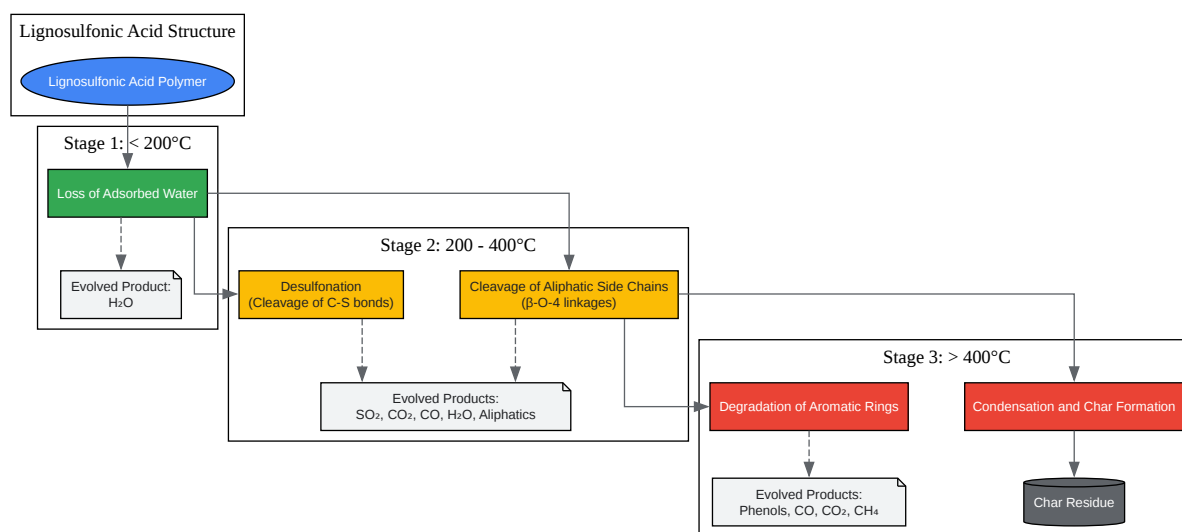 Lignosulfonic Acid Structure
Lignosulfonic Acid Polymer
Stage 1: < 200°C
Loss of Adsorbed Water
Evolved Product:
H₂O
Stage 2: 200 - 400°C
Desulfonation
(Cleavage of C-S bonds)
Cleavage of Aliphatic Side Chains
(β-O-4 linkages)
Evolved Products:
SO₂, CO₂, CO, H₂O, Aliphatics
Stage 3: > 400°C
Degradation of Aromatic Rings
Condensation and Char Formation
Evolved Products:
Phenols, CO, CO₂, CH₄
Char Residue